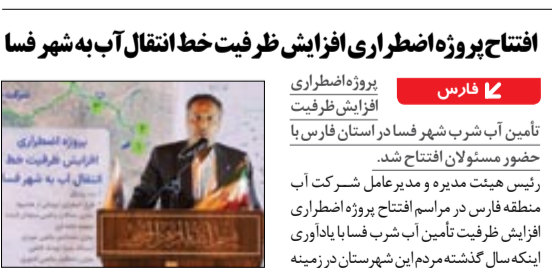 افتتاح پروژه اضطراری افزایش ظرفیت خط انتقال آب به شهر فسا
فارس
پروژه اضطراری
افزایش ظرفیت
تأمین آب شرب شهر فسا در استان فارس با
حضور مسئولان افتتاح شد.
رئیس هیئت مدیره و مدیرعامل شــرکت آب
منطقه فارس در مراسم افتتاح پروژه اضطراری
افزایش ظرفیت تأمین آب شرب فسا با یادآوری
اینکه سال گذشته مردم این شهرستان در زمینه
شرکت
پروژه اضطراری
افزایش ظرفیت خط
انتقال آب به شهر فسا